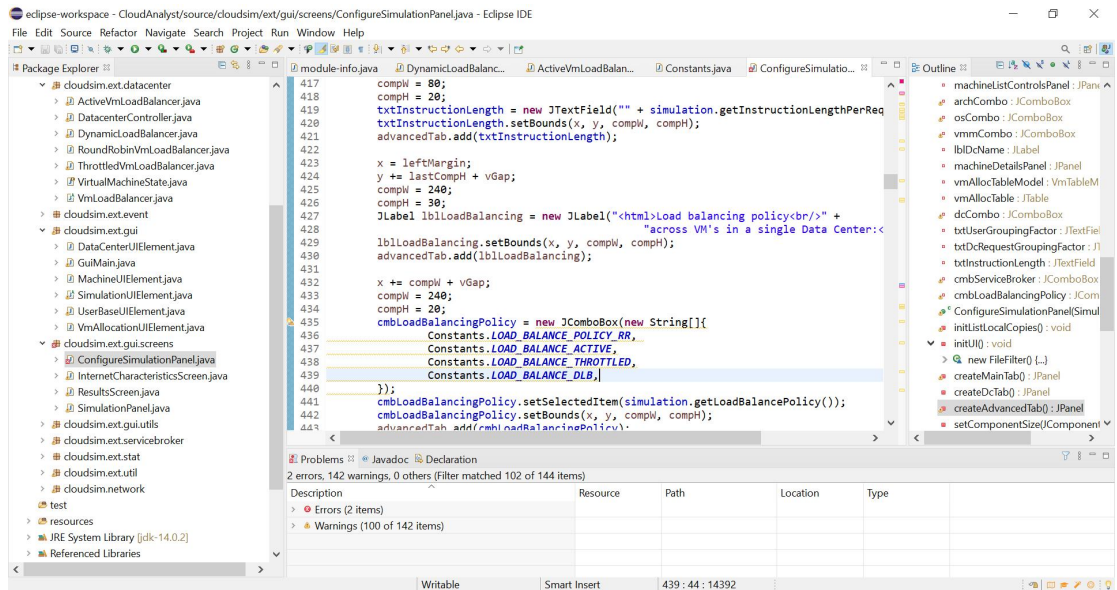 eclipse-workspace - CloudAnalyst/source/cloudsim/ext/gui/screens/ConfigureSimulationPanel.java - Eclipse IDE
File Edit Source Refactor Navigate Search Project Run Window Help
Package Explorer
cloudsim.ext.datacenter
ActiveVmLoadBalancer.java
DatacenterController.java
DynamicLoadBalancer.java
RoundRobinVmLoadBalancer.java
ThrottledVmLoadBalancer.java
VirtualMachineState.java
VmLoadBalancer.java
cloudsim.ext.event
cloudsim.ext.gui
DataCenterUIElement.java
GuiMain.java
MachineUIElement.java
SimulationUIElement.java
UserBaseUIElement.java
VmAllocationUIElement.java
cloudsim.ext.gui.screens
ConfigureSimulationPanel.java
InternetCharacteristicsScreen.java
ResultsScreen.java
SimulationPanel.java
cloudsim.ext.gui.utils
cloudsim.ext.servicebroker
cloudsim.ext.stat
cloudsim.ext.util
cloudsim.network
test
resources
JRE System Library [jdk-14.0.2]
Referenced Libraries
module-info.java DynamicLoadBalanc... ActiveVmLoadBalan... Constants.java ConfigureSimulatio...
417 compW = 80;
418 compH = 20;
419 txtInstructionLength = new JTextField("" + simulation.getInstructionLengthPerReq
420 txtInstructionLength.setBounds(x, y, compW, compH);
421 advancedTab.add(txtInstructionLength);
422
423 x = leftMargin;
424 y += lastCompH + vGap;
425 compW = 240;
426 compH = 30;
427 JLabel lblLoadBalancing = new JLabel("<html>Load balancing policy<br/>" +
428 "across VM's in a single Data Center:<
429 lblLoadBalancing.setBounds(x, y, compW, compH);
430 advancedTab.add(lblLoadBalancing);
431
432 x += compW + vGap;
433 compW = 240;
434 compH = 20;
435 cmbLoadBalancingPolicy = new JComboBox(new String[]{
436 Constants.LOAD_BALANCE_POLICY_RR,
437 Constants.LOAD_BALANCE_ACTIVE,
438 Constants.LOAD_BALANCE_THROTTLED,
439 Constants.LOAD_BALANCE_DLB,
440 });
441 cmbLoadBalancingPolicy.setSelectedItem(simulation.getLoadBalancePolicy());
442 cmbLoadBalancingPolicy.setBounds(x, y, compW, compH);
443 advancedTab.add(cmbLoadBalancingPolicy);
Outline
machineListControlsPanel : JPane
archCombo : JComboBox
osCombo : JComboBox
vmmCombo : JComboBox
lblDcName : JLabel
machineDetailsPanel : JPanel
vmAllocTableModel : VmTableM
vmAllocTable : JTable
dcCombo : JComboBox
txtUserGroupingFactor : JTextFiel
txtDcRequestGroupingFactor : JT
txtInstructionLength : JTextField
cmbServiceBroker : JComboBox
cmbLoadBalancingPolicy : JCom
ConfigureSimulationPanel(Simul
initListLocalCopies() : void
initUI() : void
new FileFilter() {...}
createMainTab() : JPanel
createDcTab() : JPanel
createAdvancedTab() : JPanel
setComponentSize(JComponent
Problems Javadoc Declaration
2 errors, 142 warnings, 0 others (Filter matched 102 of 144 items)
Description Resource Path Location Type
Errors (2 items)
Warnings (100 of 142 items)
Writable Smart Insert 439 : 44 : 14392